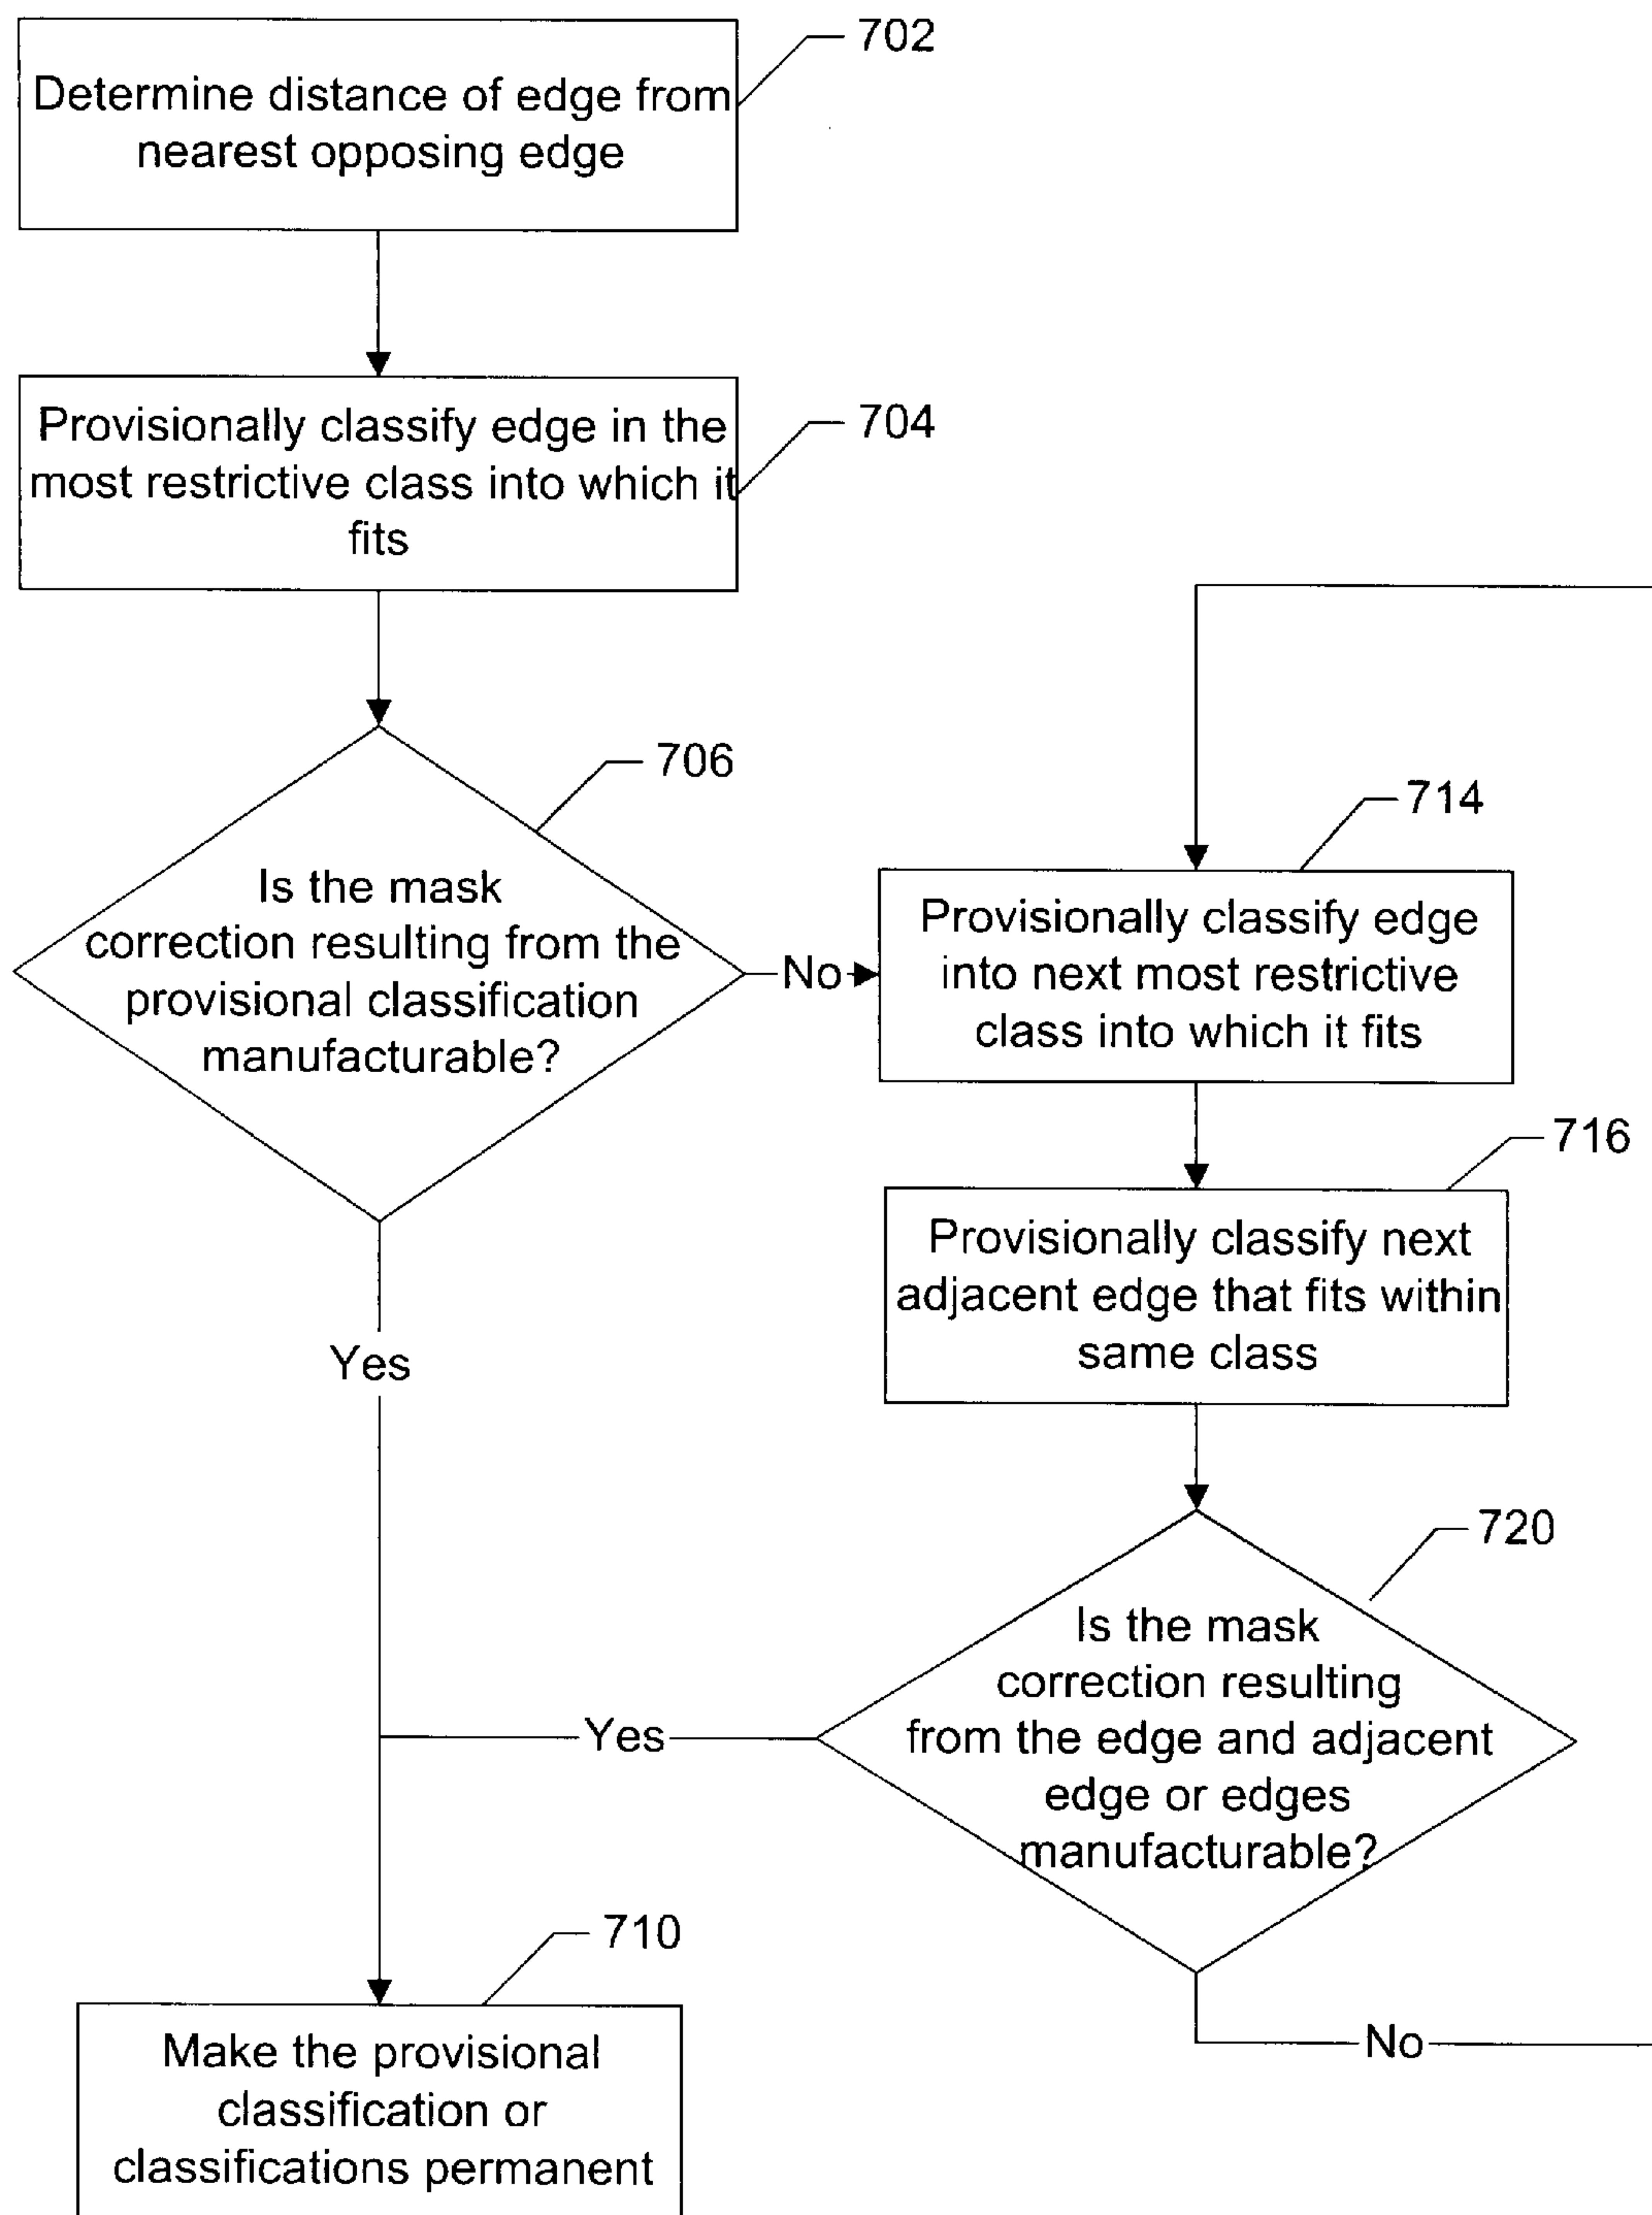 702
Determine distance of edge from
nearest opposing edge
704
Provisionally classify edge in the
most restrictive class into which it
fits
706
Is the mask
correction resulting from the
provisional classification
manufacturable?
No
714
Provisionally classify edge
into next most restrictive
class into which it fits
716
Provisionally classify next
adjacent edge that fits within
same class
Yes
720
Is the mask
correction resulting
from the edge and adjacent
edge or edges
manufacturable?
Yes
No
710
Make the provisional
classification or
classifications permanent